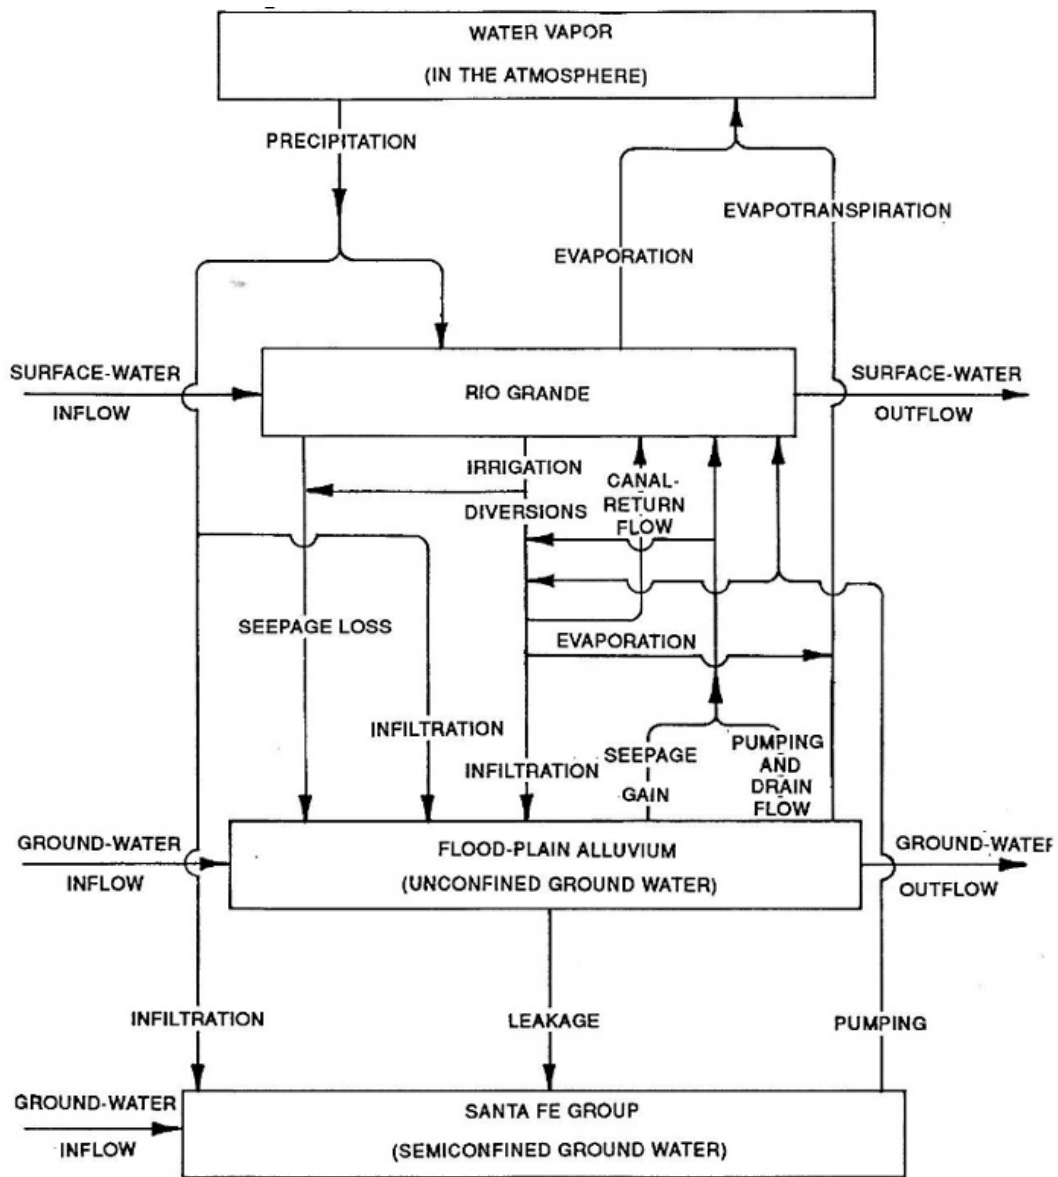 WATER VAPOR
(IN THE ATMOSPHERE)
PRECIPITATION
EVAPOTRANSPIRATION
EVAPORATION
SURFACE-WATER
INFLOW
RIO GRANDE
SURFACE-WATER
OUTFLOW
IRRIGATION
DIVERSIONS
CANAL-
RETURN
FLOW
SEEPAGE LOSS
EVAPORATION
INFILTRATION
INFILTRATION
SEEPAGE
GAIN
PUMPING
AND
DRAIN
FLOW
GROUND-WATER
INFLOW
FLOOD-PLAIN ALLUVIUM
(UNCONFINED GROUND WATER)
GROUND-WATER
OUTFLOW
INFILTRATION
LEAKAGE
PUMPING
GROUND-WATER
INFLOW
SANTA FE GROUP
(SEMICONFINED GROUND WATER)